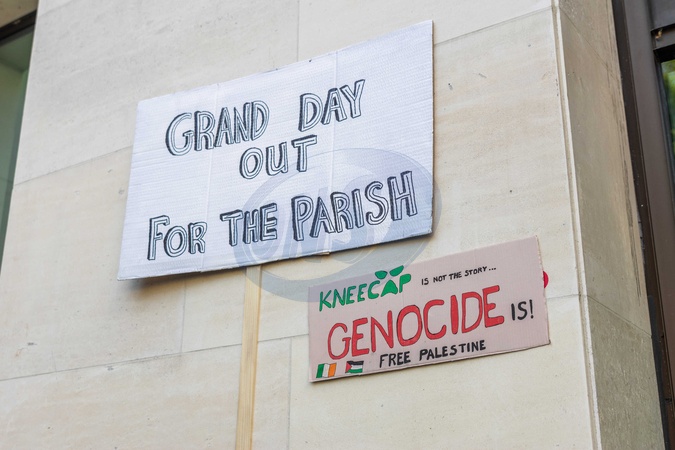 GRAND DAY
OUT
FOR THE PARISH
KNEECAP IS NOT THE STORY...
GENOCIDE IS!
FREE PALESTINE